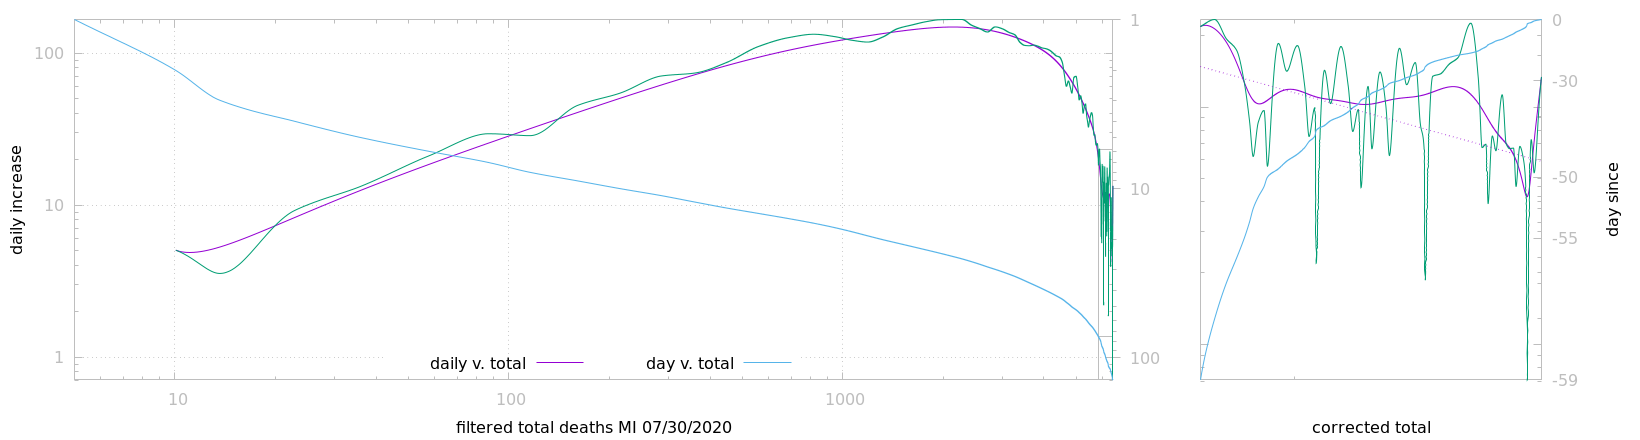 daily increase
100
10
1
daily v. total
day v. total
10
100
1000
filtered total deaths MI 07/30/2020
1
10
100
0
-30
-50
-55
-59
day since
corrected total